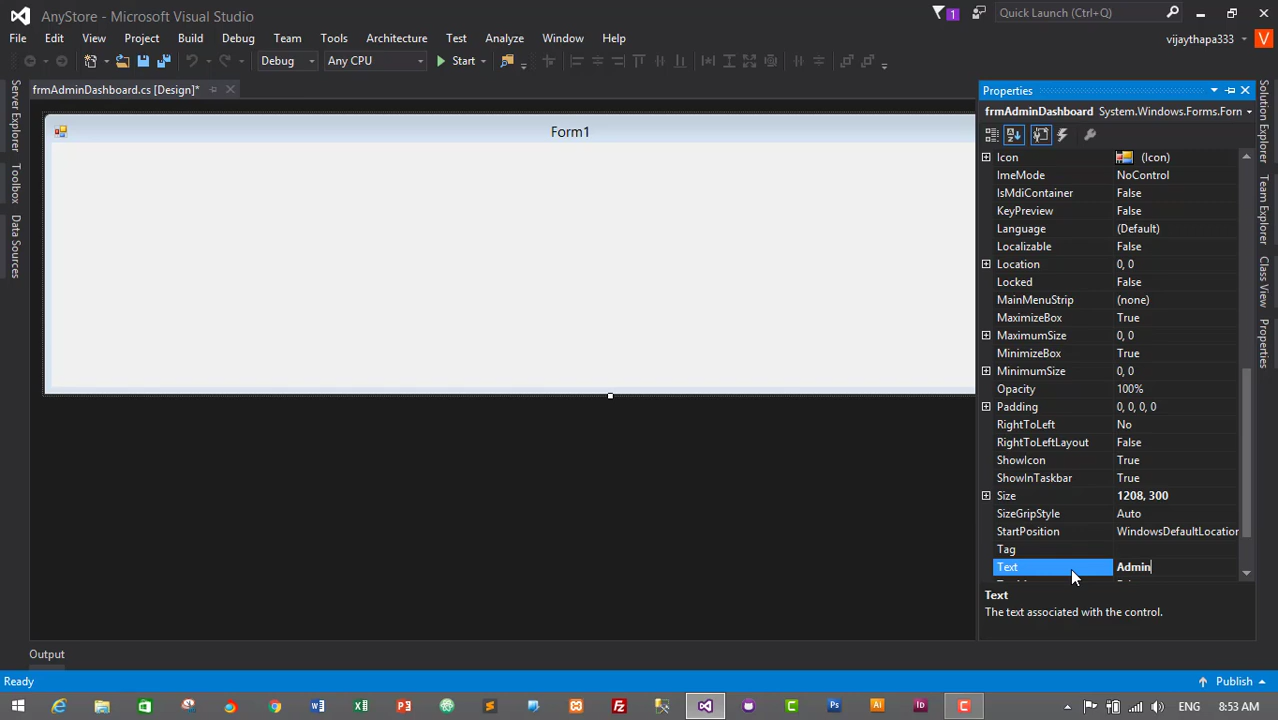 AnyStore - Microsoft Visual Studio
1
Quick Launch (Ctrl+Q)
File Edit View Project Build Debug Team Tools Architecture Test Analyze Window Help
vijaythapa333
V
Debug Any CPU Start
Server Explorer
Toolbox
Data Sources
frmAdminDashboard.cs [Design]*
Form1
Properties
frmAdminDashboard System.Windows.Forms.Forn
Icon (Icon)
ImeMode NoControl
IsMdiContainer False
KeyPreview False
Language (Default)
Localizable False
Location 0, 0
Locked False
MainMenuStrip (none)
MaximizeBox True
MaximumSize 0, 0
MinimizeBox True
MinimumSize 0, 0
Opacity 100%
Padding 0, 0, 0, 0
RightToLeft No
RightToLeftLayout False
ShowIcon True
ShowInTaskbar True
Size 1208, 300
SizeGripStyle Auto
StartPosition WindowsDefaultLocation
Tag
Text Admin
Text
The text associated with the control.
Solution Explorer
Team Explorer
Class View
Properties
Output
Ready
Publish
ENG 8:53 AM